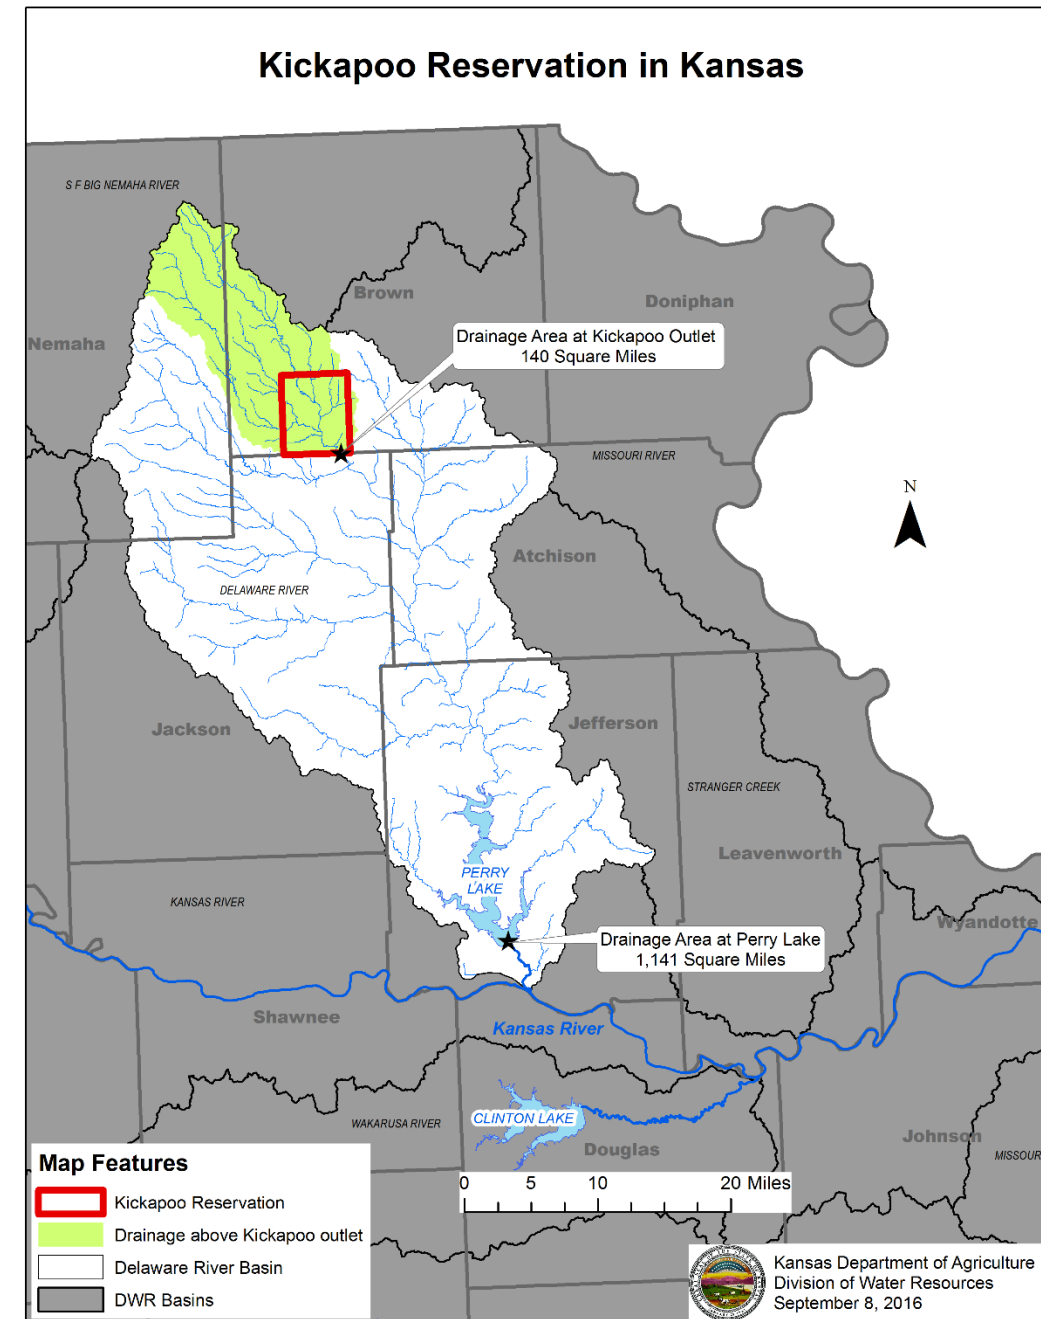 Kickapoo Reservation in Kansas
S F BIG NEMAHA RIVER
Brown
Doniphan
Nemaha
Drainage Area at Kickapoo Outlet
140 Square Miles
MISSOURI RIVER
N
Atchison
DELAWARE RIVER
Jackson
Jefferson
STRANGER CREEK
Leavenworth
PERRY
LAKE
KANSAS RIVER
Wyandotte
Drainage Area at Perry Lake
1,141 Square Miles
Shawnee
Kansas River
CLINTON LAKE
WAKARUSA RIVER
Douglas
Johnson
MISSOUR
0 5 10 20 Miles
Map Features
Kickapoo Reservation
Drainage above Kickapoo outlet
Delaware River Basin
DWR Basins
Kansas Department of Agriculture
Division of Water Resources
September 8, 2016